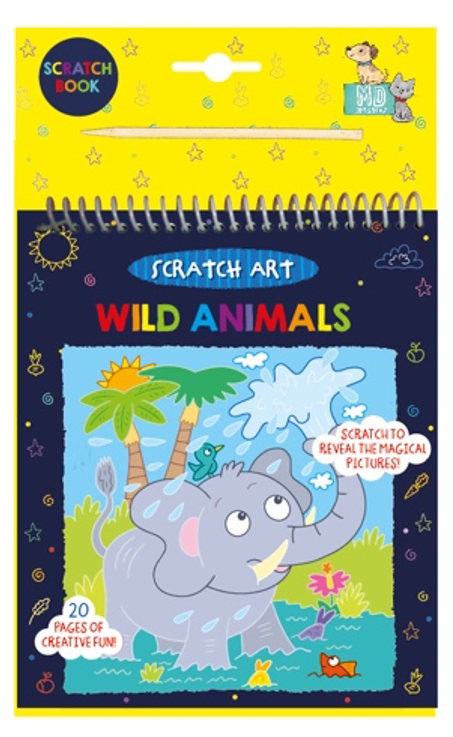 SCRATCH
BOOK
MD
SCRATCH ART
WILD ANIMALS
SCRATCH TO
REVEAL THE MAGICAL
PICTURES!
20
PAGES OF
CREATIVE FUN!